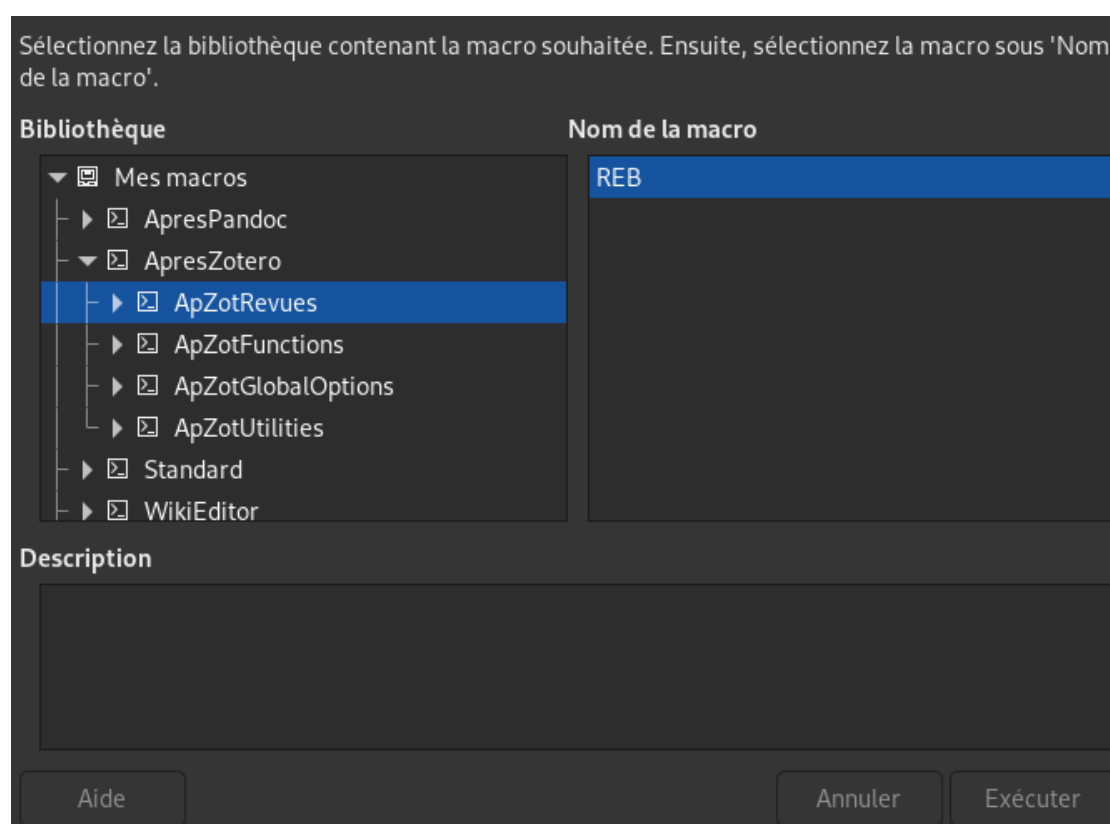 Sélectionnez la bibliothèque contenant la macro souhaitée. Ensuite, sélectionnez la macro sous 'Nom
de la macro'.
Bibliothèque
Nom de la macro
Mes macros
REB
ApresPandoc
ApresZotero
ApZotRevues
ApZotFunctions
ApZotGlobalOptions
ApZotUtilities
Standard
WikiEditor
Description
Aide
Annuler
Exécuter